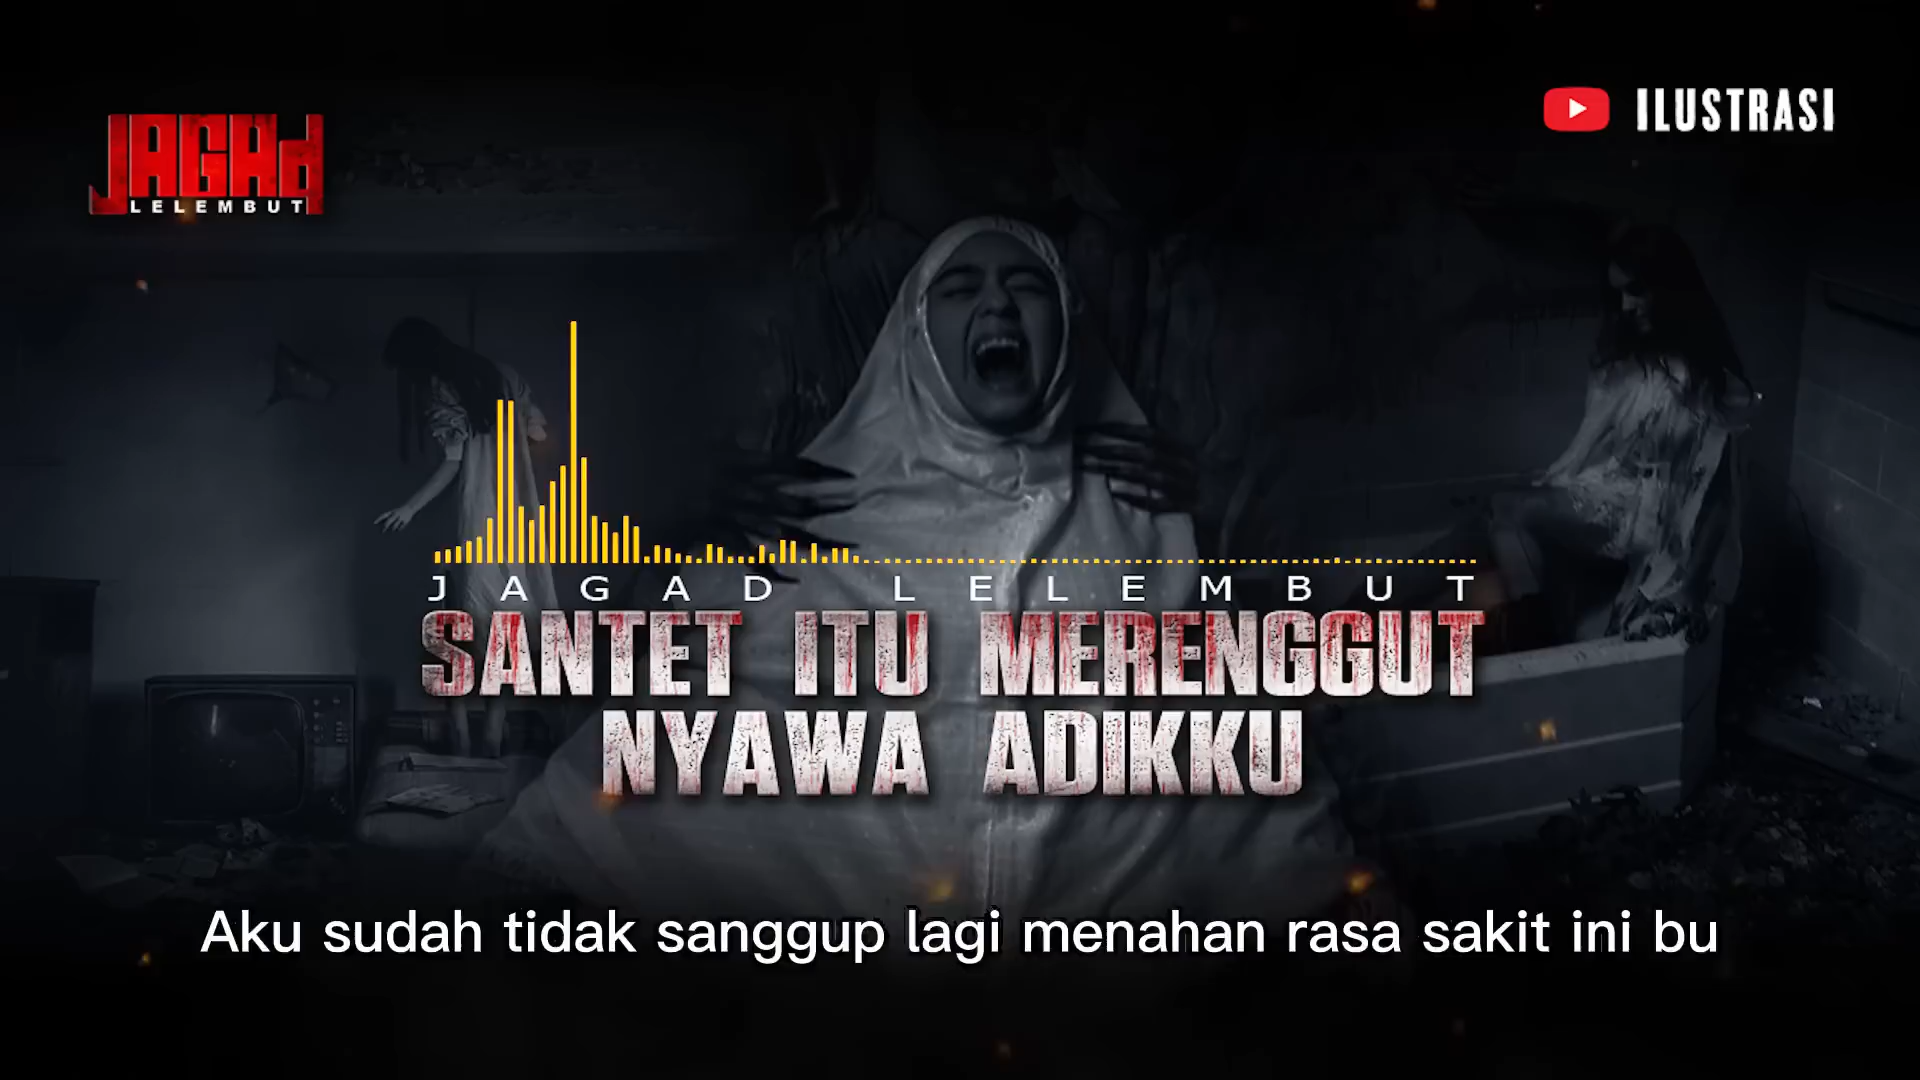 JAGAd
LELEMBUT
ILUSTRASI
JAGAD LELEMBUT
SANTET ITU MERENGGUT
NYAWA ADIKKU
Aku sudah tidak sanggup lagi menahan rasa sakit ini bu